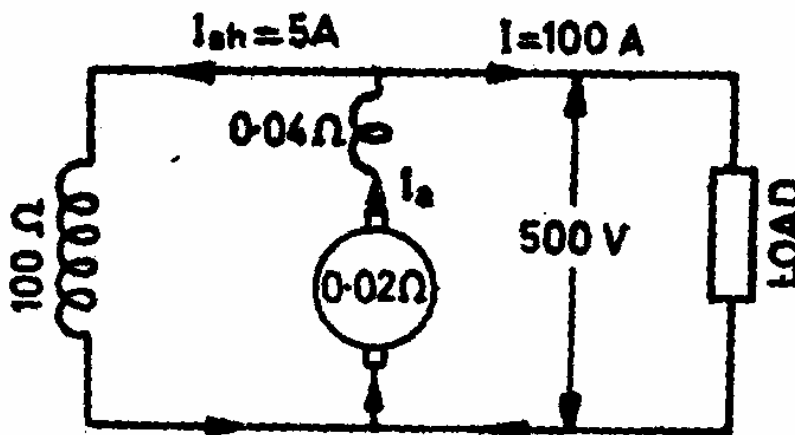 Ish=5A
I=100 A
0.04Ω
Ia
100 Ω
500 V
LOAD
0.02Ω